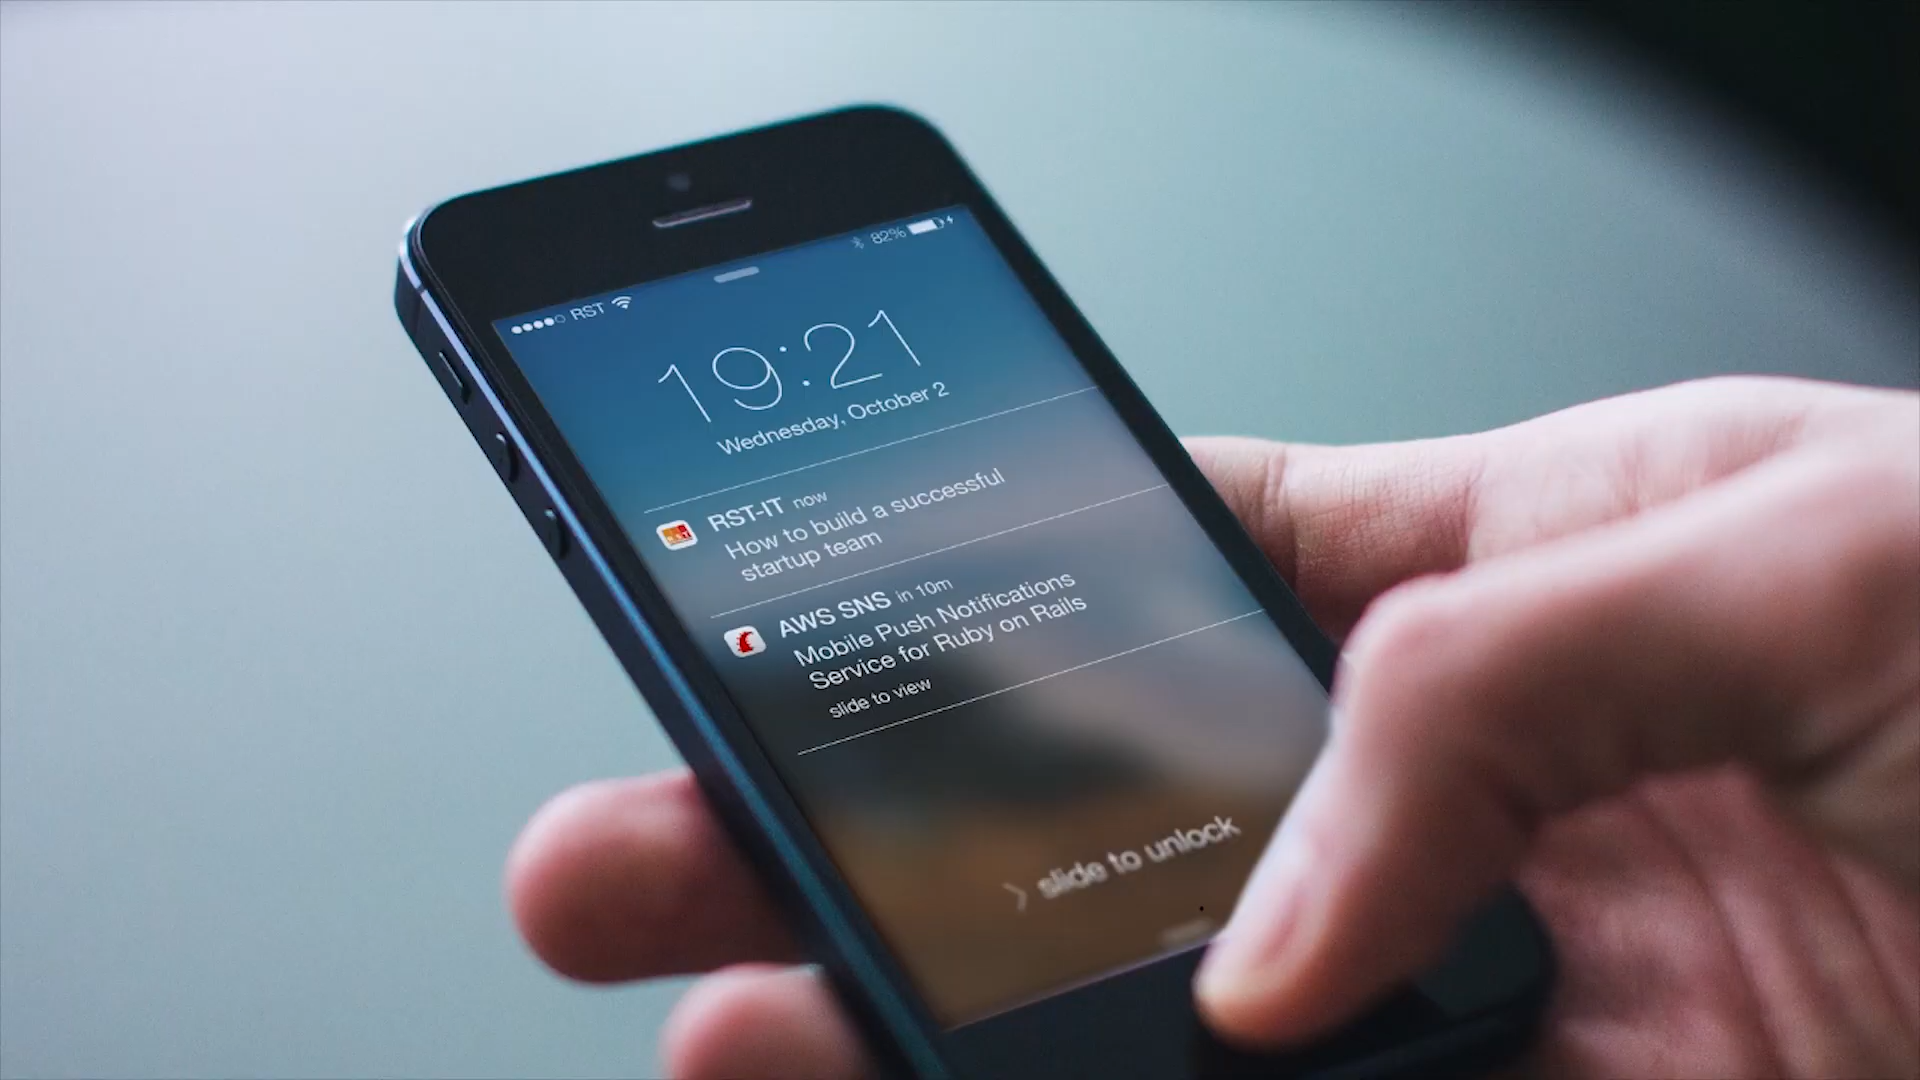 RST 82%
19:21
Wednesday, October 2
RST-IT now
How to build a successful
startup team
AWS SNS in 10m
Mobile Push Notifications
Service for Ruby on Rails
slide to view
slide to unlock